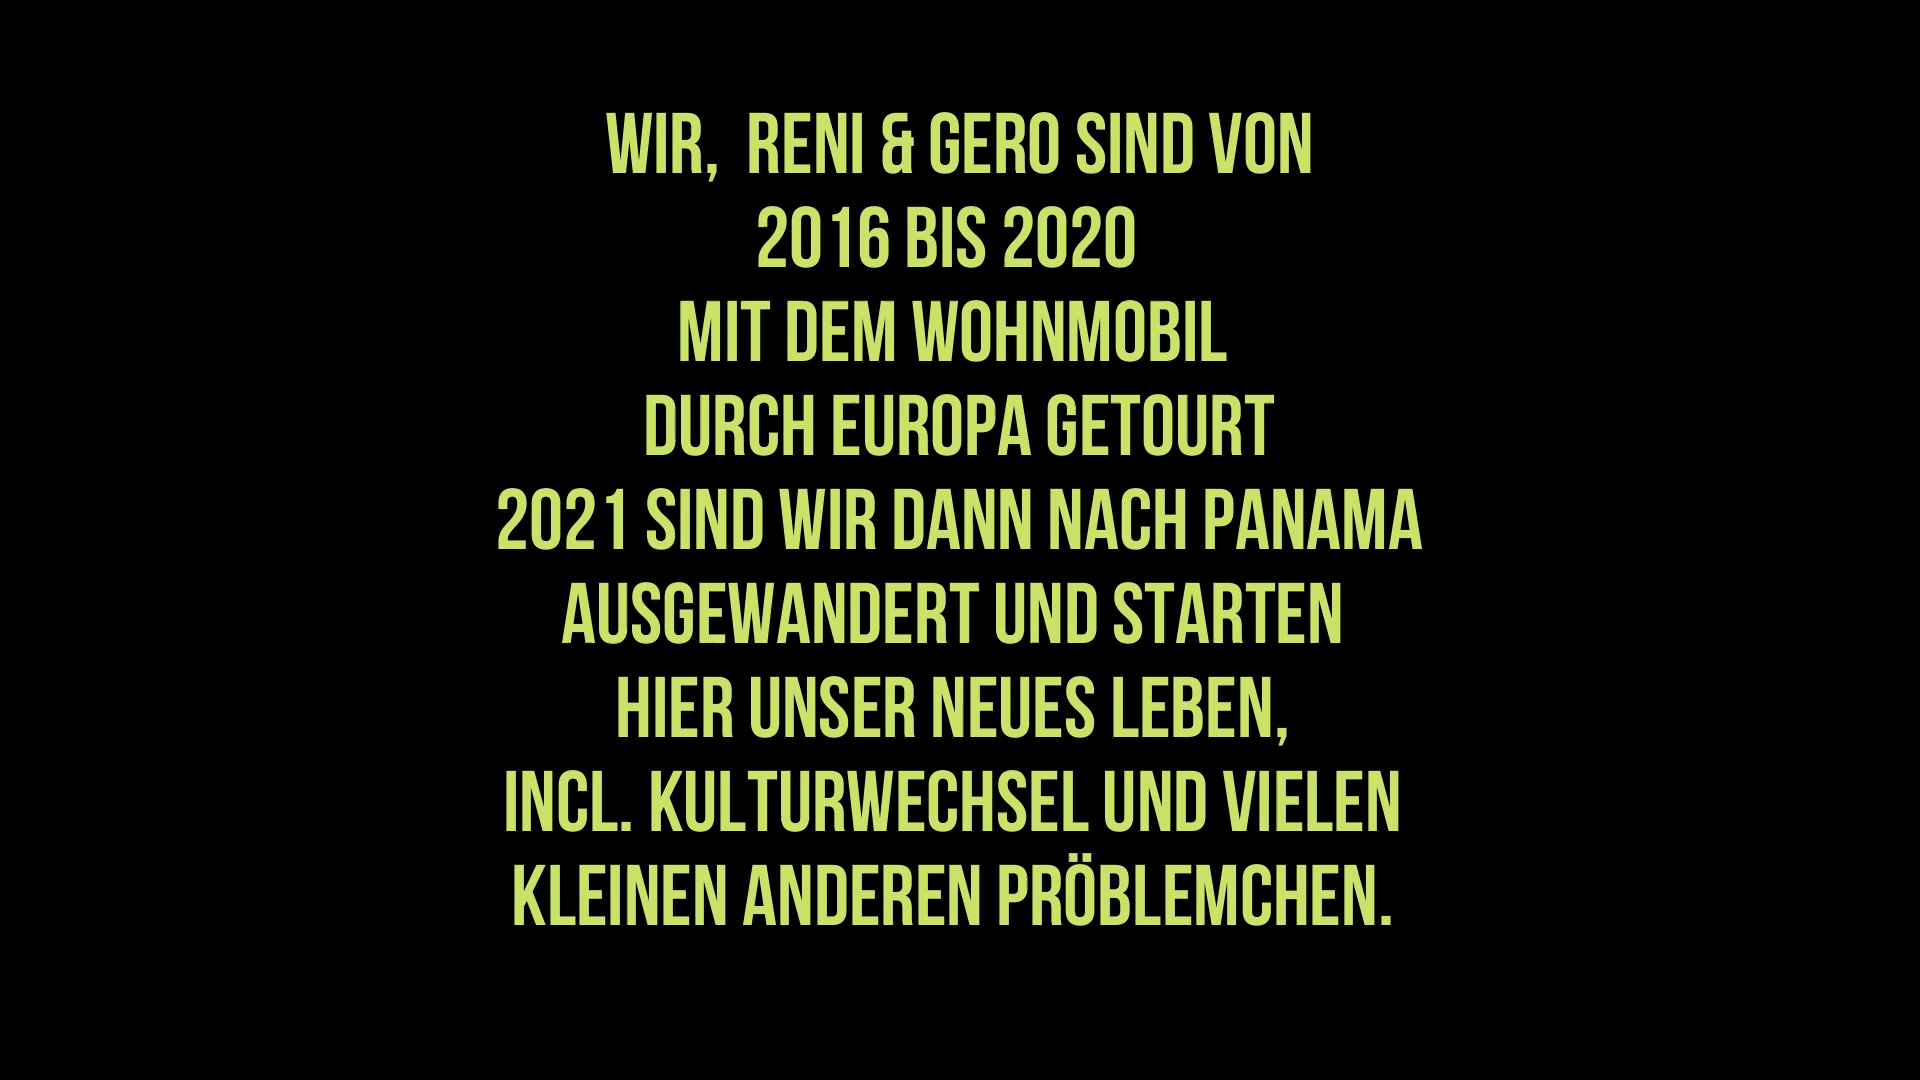 WIR,  RENI & GERO SIND VON
2016 BIS 2020
MIT DEM WOHNMOBIL
DURCH EUROPA GETOURT
2021 SIND WIR DANN NACH PANAMA
AUSGEWANDERT UND STARTEN
HIER UNSER NEUES LEBEN,
INCL. KULTURWECHSEL UND VIELEN
KLEINEN ANDEREN PRÖBLEMCHEN.